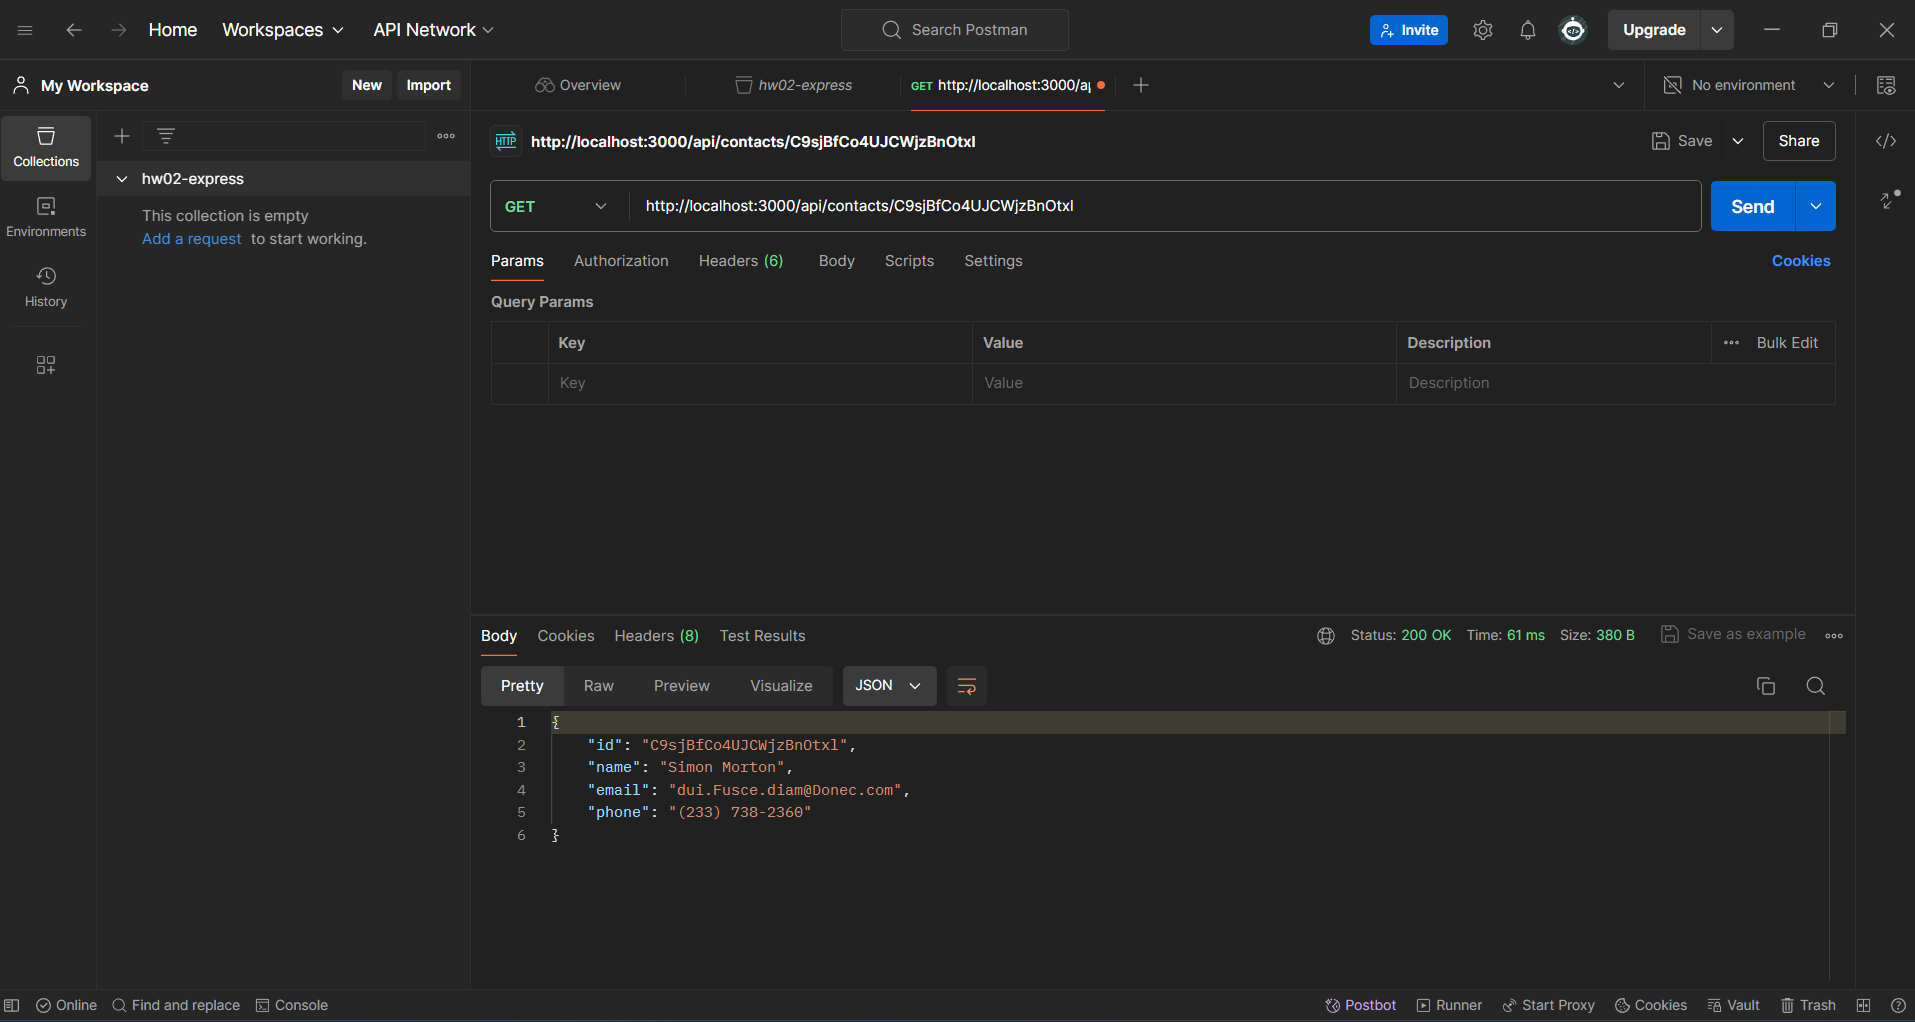 Home Workspaces API Network Search Postman Invite Upgrade
My Workspace New Import Overview hw02-express GET http://localhost:3000/a No environment
Collections
Environments
History
hw02-express
This collection is empty
Add a request to start working.
HTTP http://localhost:3000/api/contacts/C9sjBfCo4UJCWjzBnOtxl Save Share
GET http://localhost:3000/api/contacts/C9sjBfCo4UJCWjzBnOtxl Send
Params Authorization Headers (6) Body Scripts Settings Cookies
Query Params
Key Value Description Bulk Edit
Key Value Description
Body Cookies Headers (8) Test Results Status: 200 OK Time: 61 ms Size: 380 B Save as example
Pretty Raw Preview Visualize JSON
1 {
2 "id": "C9sjBfCo4UJCWjzBnOtxl",
3 "name": "Simon Morton",
4 "email": "dui.Fusce.diam@Donec.com",
5 "phone": "(233) 738-2360"
6 }
Online Find and replace Console Postbot Runner Start Proxy Cookies Vault Trash